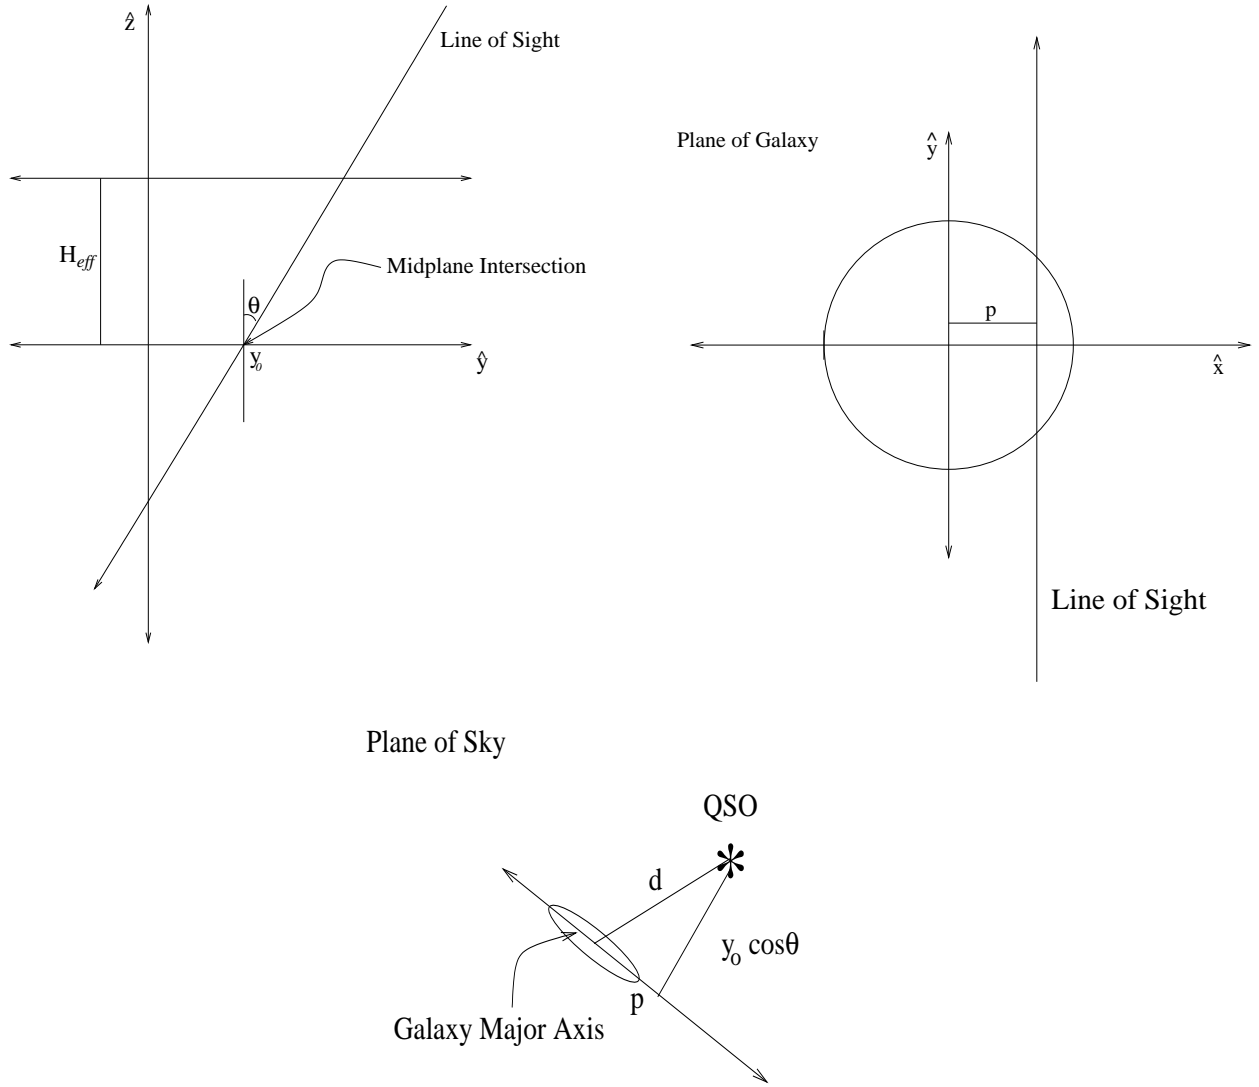 ẑ
Line of Sight
H_eff
θ
Midplane Intersection
y_o
ŷ
Plane of Galaxy
ŷ
p
x̂
Line of Sight
Plane of Sky
QSO
d
y_o cosθ
p
Galaxy Major Axis